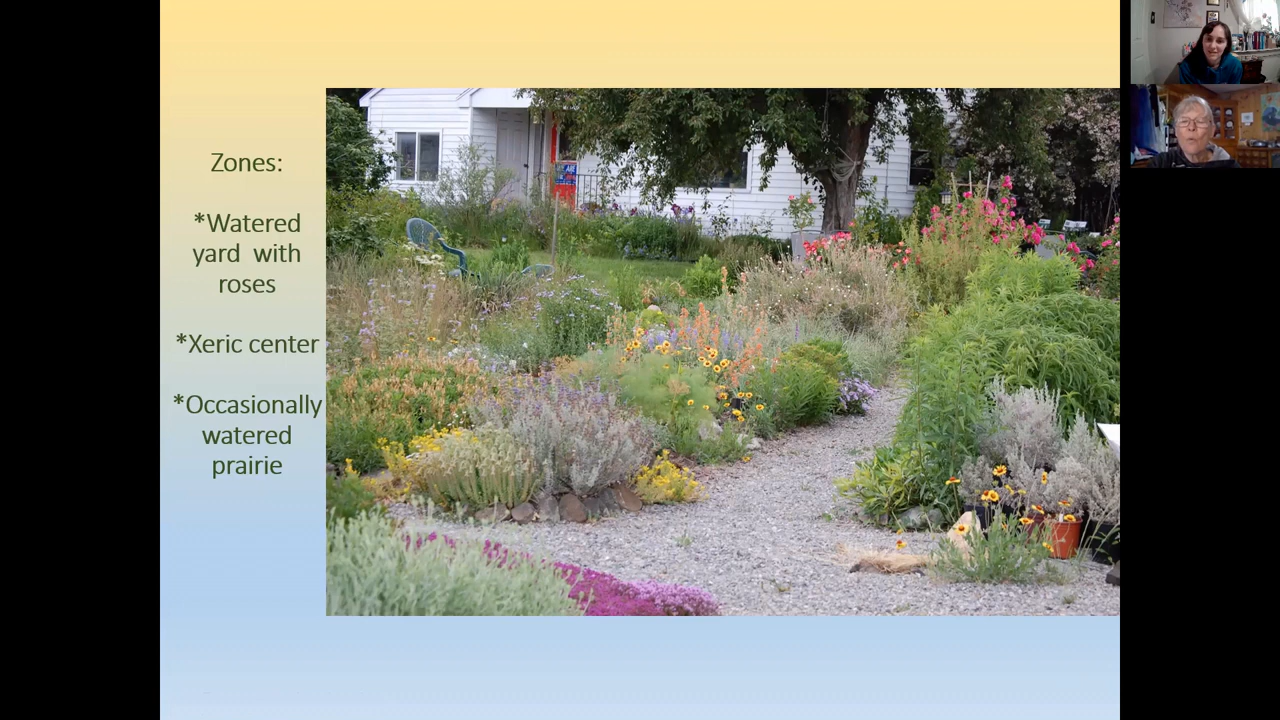 Zones:
*Watered
yard with
roses
*Xeric center
*Occasionally
watered
prairie